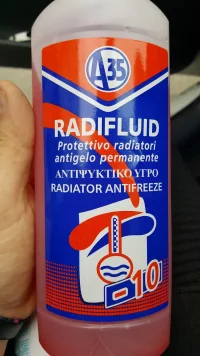 A35
RADIFLUID
Protettivo radiatori
antigelo permanente
ΑΝΤΙΨΥΚΤΙΚΟ ΥΓΡΟ
RADIATOR ANTIFREEZE
-10